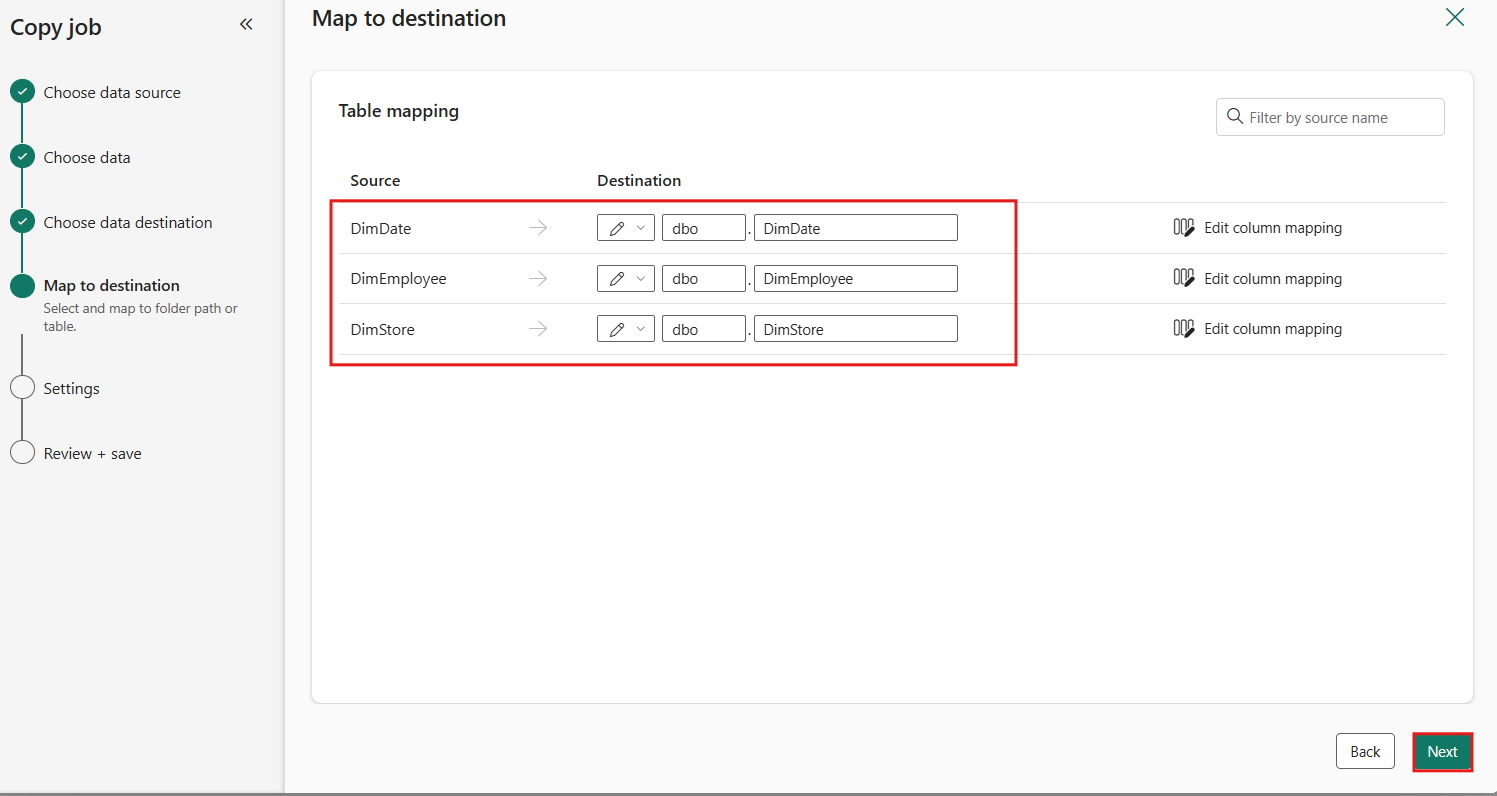 Copy job
Choose data source
Choose data
Choose data destination
Map to destination
Select and map to folder path or
table.
Settings
Review + save
Map to destination
Table mapping
Filter by source name
Source Destination
DimDate dbo . DimDate Edit column mapping
DimEmployee dbo . DimEmployee Edit column mapping
DimStore dbo . DimStore Edit column mapping
Back Next